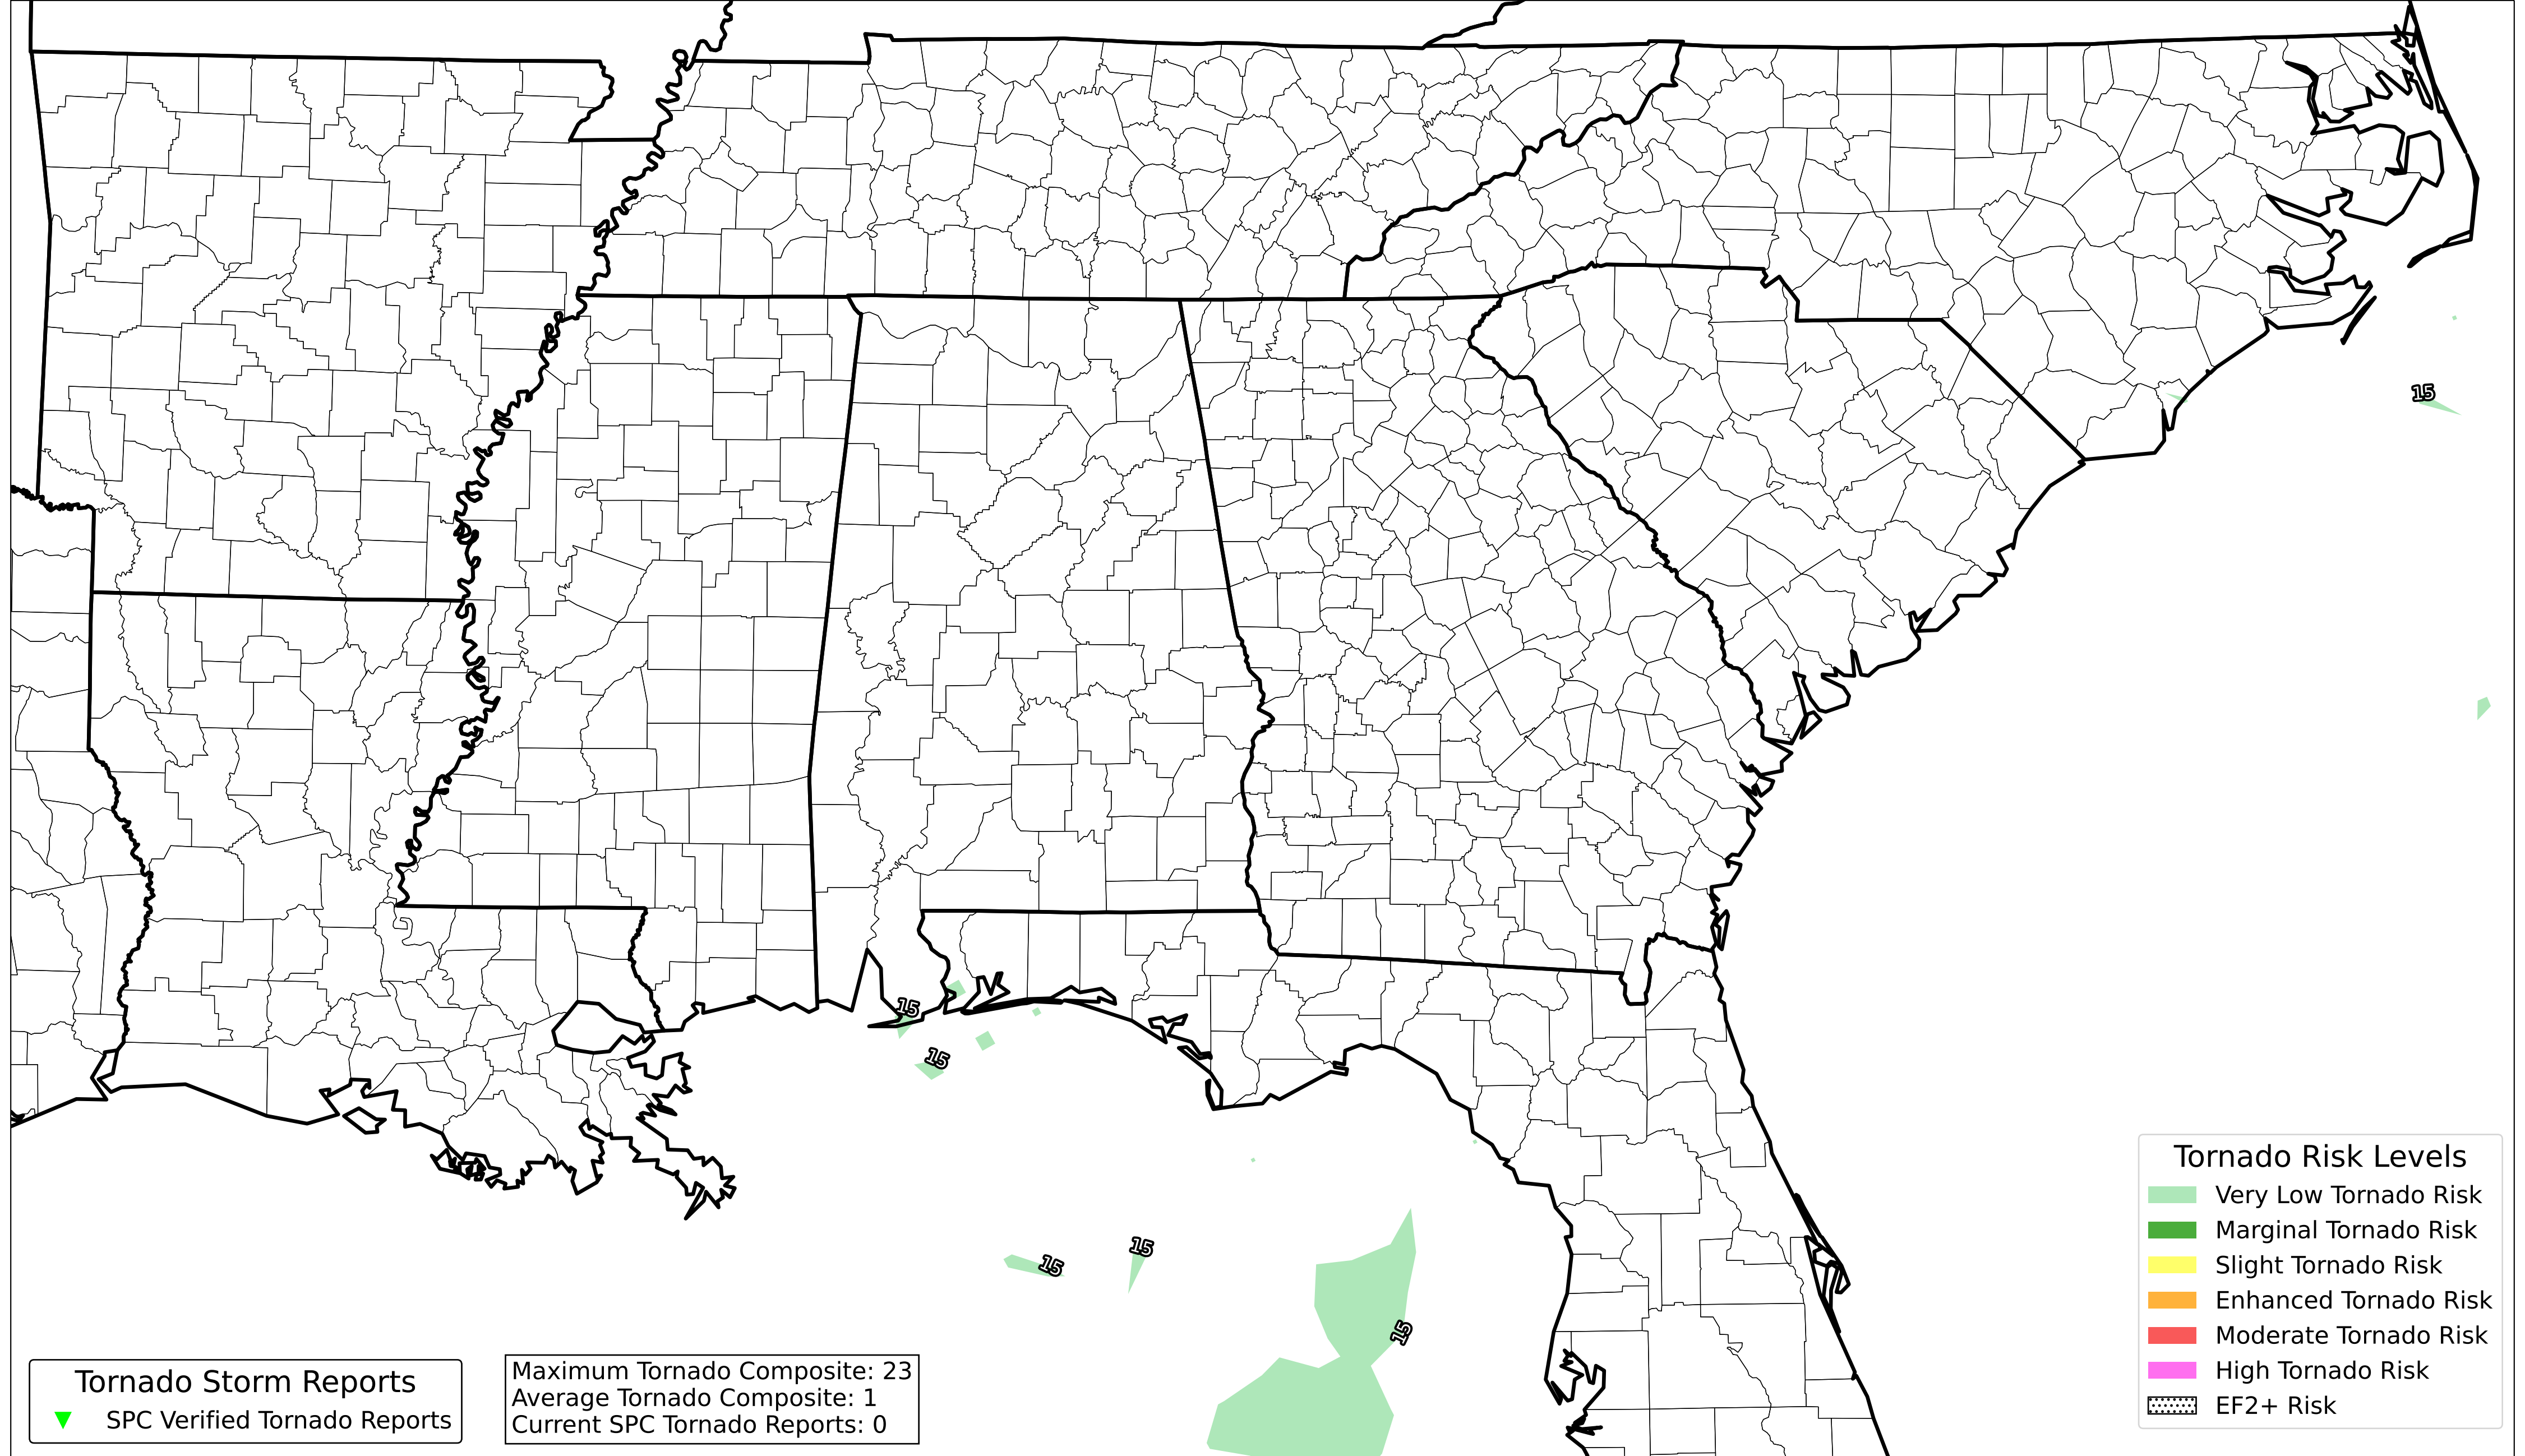 15
15
15
15
15
15
Tornado Risk Levels
Very Low Tornado Risk
Marginal Tornado Risk
Slight Tornado Risk
Enhanced Tornado Risk
Moderate Tornado Risk
High Tornado Risk
EF2+ Risk
Tornado Storm Reports
SPC Verified Tornado Reports
Maximum Tornado Composite: 23
Average Tornado Composite: 1
Current SPC Tornado Reports: 0